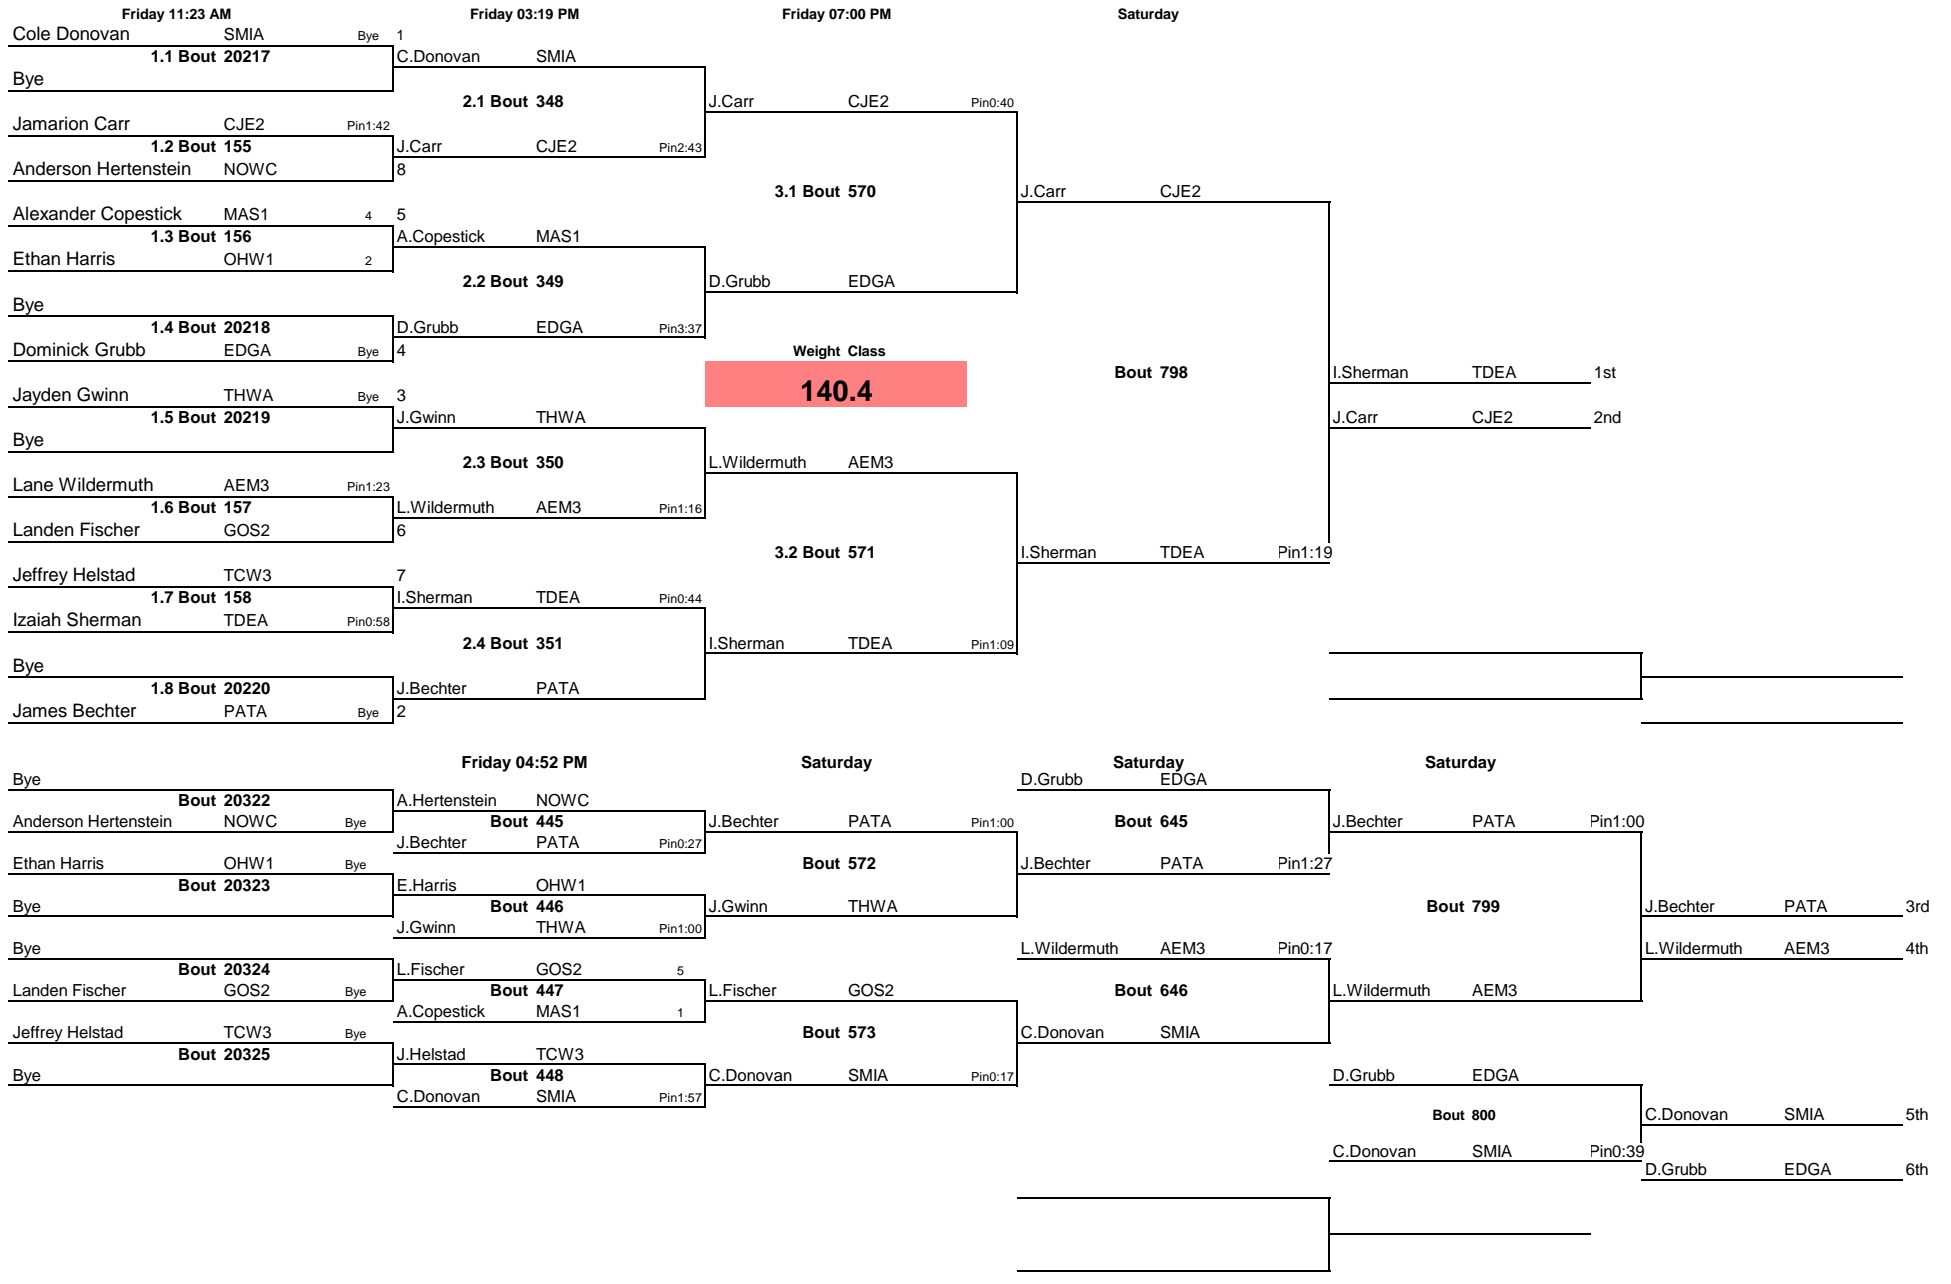 Friday 11:23 AM Friday 03:19 PM Friday 07:00 PM Saturday
Cole Donovan SMIA Bye 1
1.1 Bout 20217 C.Donovan SMIA
Bye
2.1 Bout 348 J.Carr CJE2 Pin0:40
Jamarion Carr CJE2 Pin1:42
1.2 Bout 155 J.Carr CJE2 Pin2:43
Anderson Hertenstein NOWC 8
3.1 Bout 570 J.Carr CJE2
Alexander Copestick MAS1 4 5
1.3 Bout 156 A.Copestick MAS1
Ethan Harris OHW1 2
2.2 Bout 349 D.Grubb EDGA
Bye
1.4 Bout 20218 D.Grubb EDGA Pin3:37
Dominick Grubb EDGA Bye 4 Weight Class
Bout 798 I.Sherman TDEA 1st
Jayden Gwinn THWA Bye 3 140.4
1.5 Bout 20219 J.Gwinn THWA J.Carr CJE2 2nd
Bye
2.3 Bout 350 L.Wildermuth AEM3
Lane Wildermuth AEM3 Pin1:23
1.6 Bout 157 L.Wildermuth AEM3 Pin1:16
Landen Fischer GOS2 6
3.2 Bout 571 I.Sherman TDEA Pin1:19
Jeffrey Helstad TCW3 7
1.7 Bout 158 I.Sherman TDEA Pin0:44
Izaiah Sherman TDEA Pin0:58
2.4 Bout 351 I.Sherman TDEA Pin1:09
Bye
1.8 Bout 20220 J.Bechter PATA
James Bechter PATA Bye 2
Friday 04:52 PM Saturday Saturday Saturday
Bye D.Grubb EDGA
Bout 20322 A.Hertenstein NOWC
Anderson Hertenstein NOWC Bye Bout 445 J.Bechter PATA Pin1:00 Bout 645 J.Bechter PATA Pin1:00
J.Bechter PATA Pin0:27
Ethan Harris OHW1 Bye Bout 572 J.Bechter PATA Pin1:27
Bout 20323 E.Harris OHW1
Bye Bout 446 J.Gwinn THWA Bout 799 J.Bechter PATA 3rd
J.Gwinn THWA Pin1:00
Bye L.Wildermuth AEM3 Pin0:17 L.Wildermuth AEM3 4th
Bout 20324 L.Fischer GOS2 5
Landen Fischer GOS2 Bye Bout 447 L.Fischer GOS2 Bout 646 L.Wildermuth AEM3
A.Copestick MAS1 1
Jeffrey Helstad TCW3 Bye Bout 573 C.Donovan SMIA
Bout 20325 J.Helstad TCW3
Bye Bout 448 C.Donovan SMIA Pin0:17 D.Grubb EDGA
C.Donovan SMIA Pin1:57
Bout 800 C.Donovan SMIA 5th
C.Donovan SMIA Pin0:39
D.Grubb EDGA 6th